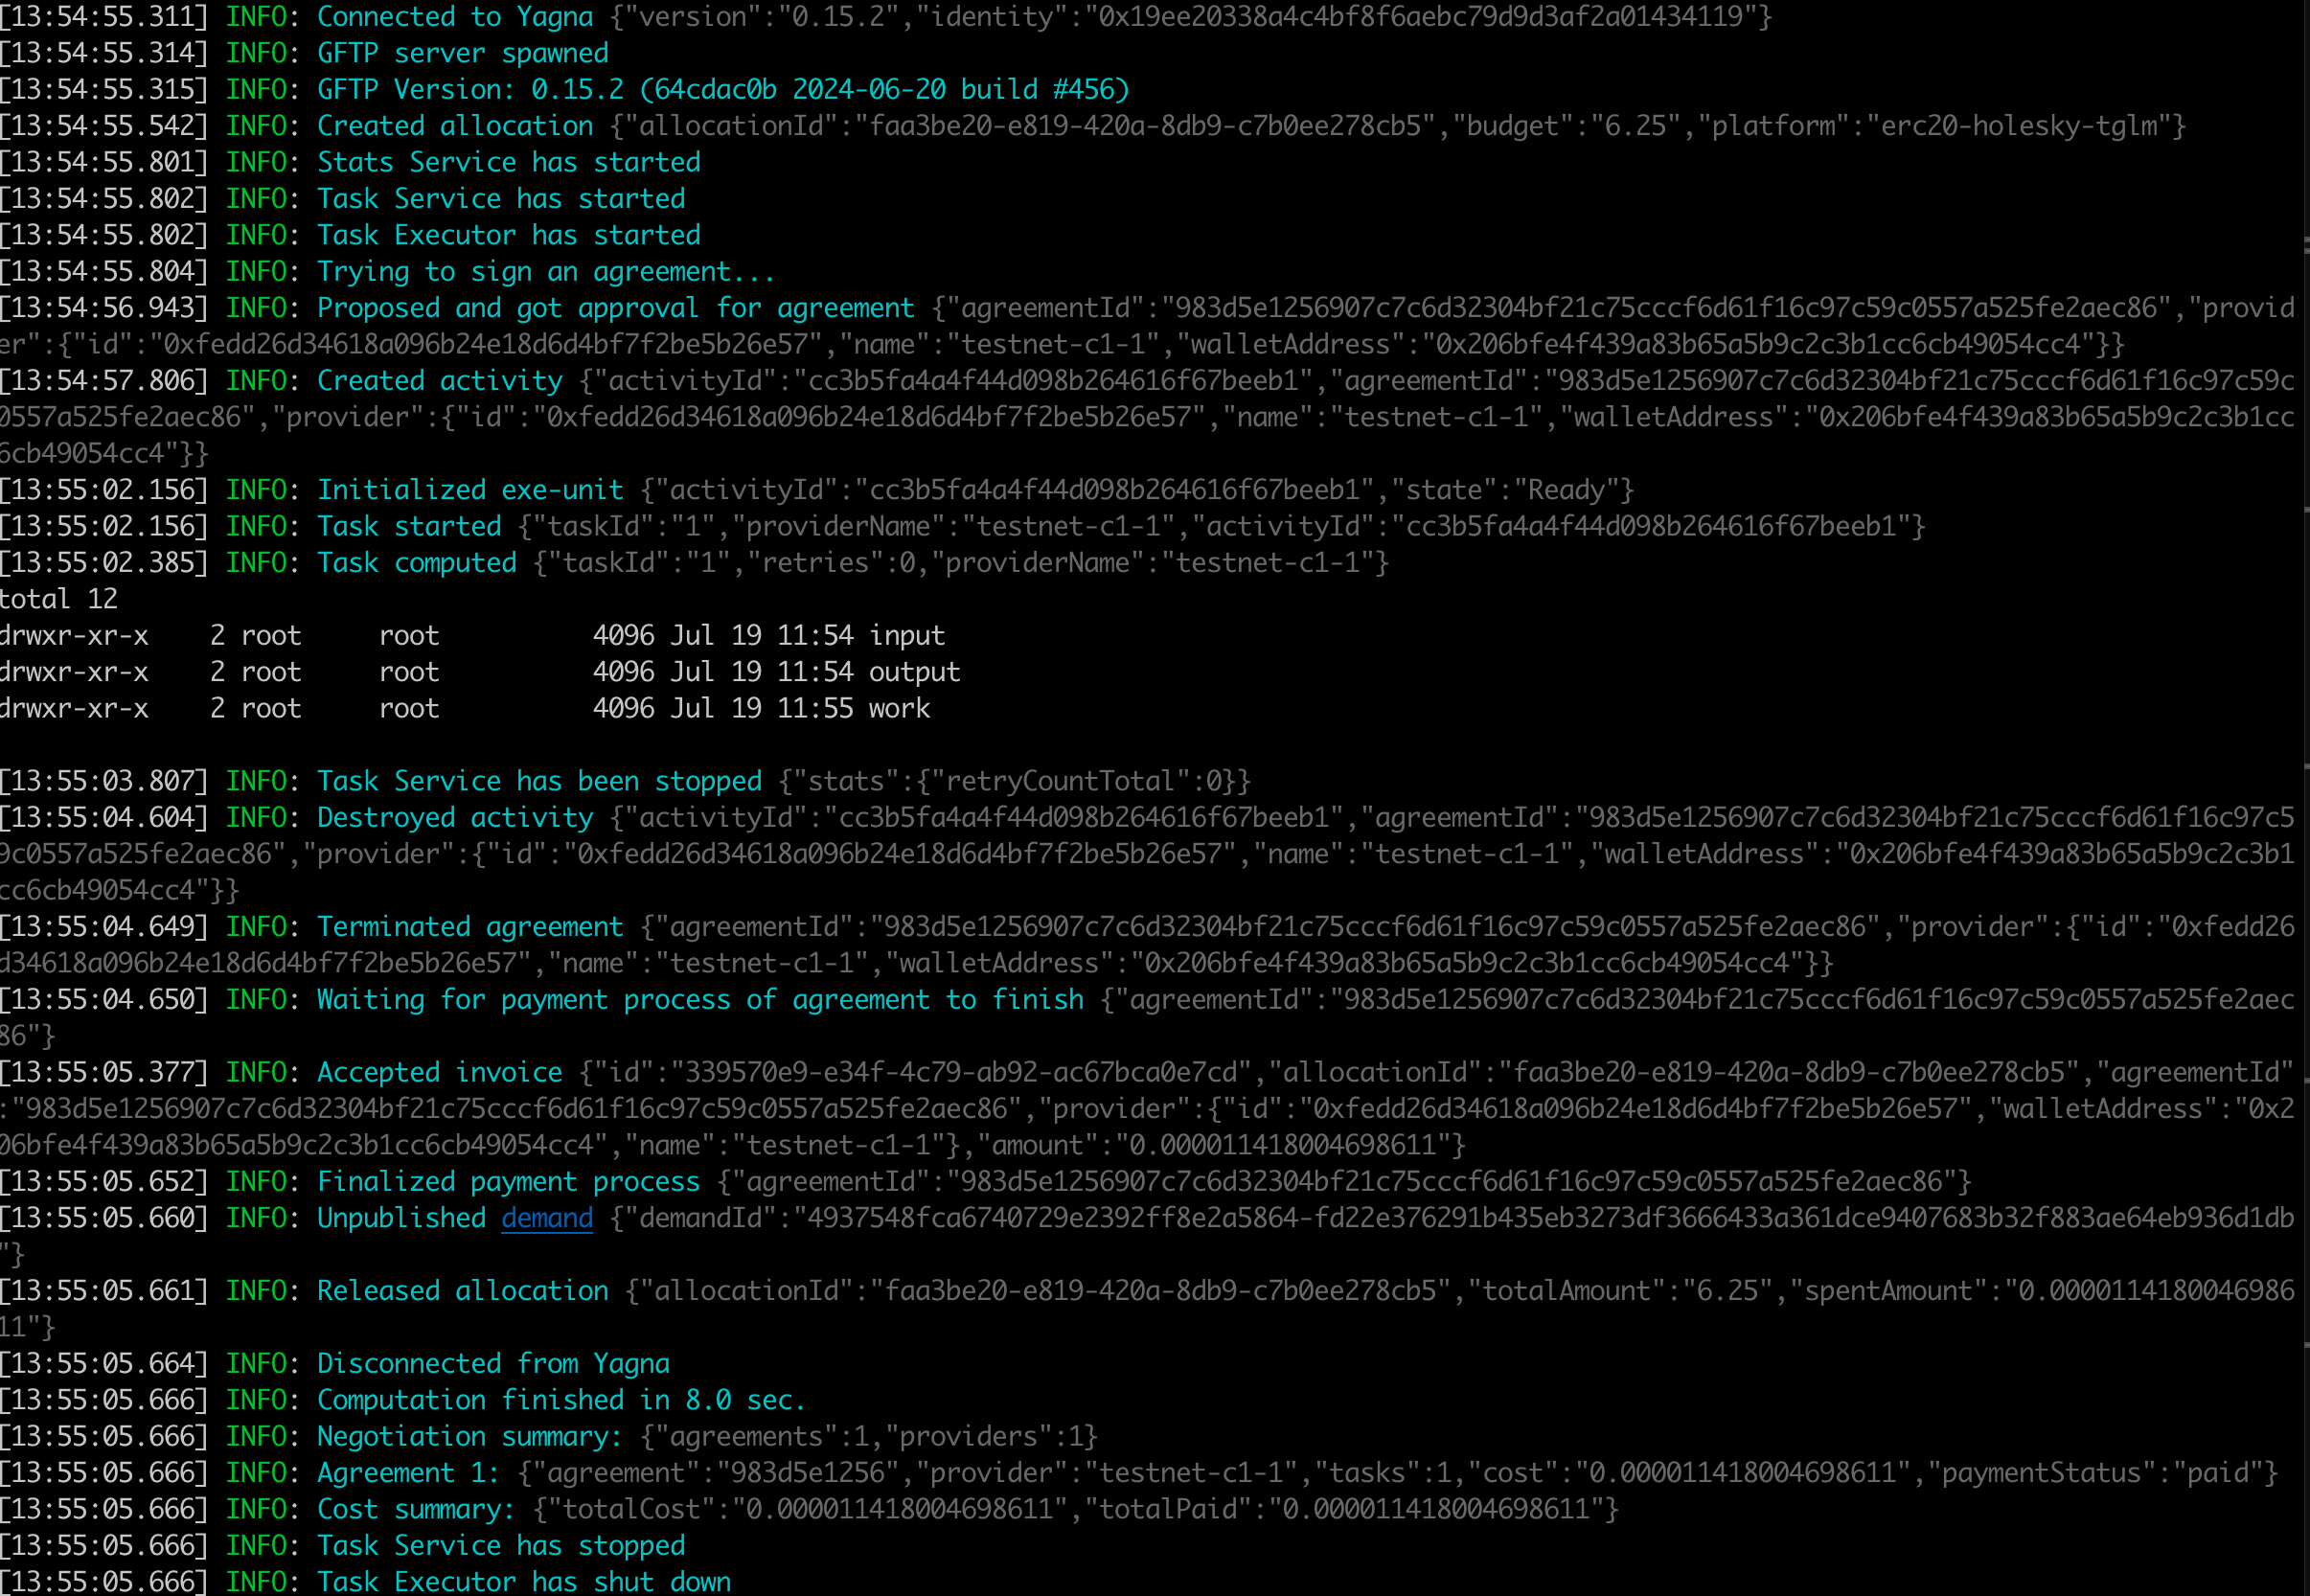 [13:54:55.311] INFO: Connected to Yagna {"version":"0.15.2","identity":"0x19ee20338a4c4bf8f6aebc79d9d3af2a01434119"}
[13:54:55.314] INFO: GFTP server spawned
[13:54:55.315] INFO: GFTP Version: 0.15.2 (64cdac0b 2024-06-20 build #456)
[13:54:55.542] INFO: Created allocation {"allocationId":"faa3be20-e819-420a-8db9-c7b0ee278cb5","budget":"6.25","platform":"erc20-holesky-tglm"}
[13:54:55.801] INFO: Stats Service has started
[13:54:55.802] INFO: Task Service has started
[13:54:55.802] INFO: Task Executor has started
[13:54:55.804] INFO: Trying to sign an agreement...
[13:54:56.943] INFO: Proposed and got approval for agreement {"agreementId":"983d5e1256907c7c6d32304bf21c75cccf6d61f16c97c59c0557a525fe2aec86","provid
er":{"id":"0xfedd26d34618a096b24e18d6d4bf7f2be5b26e57","name":"testnet-c1-1","walletAddress":"0x206bfe4f439a83b65a5b9c2c3b1cc6cb49054cc4"}}
[13:54:57.806] INFO: Created activity {"activityId":"cc3b5fa4a4f44d098b264616f67beeb1","agreementId":"983d5e1256907c7c6d32304bf21c75cccf6d61f16c97c59c
0557a525fe2aec86","provider":{"id":"0xfedd26d34618a096b24e18d6d4bf7f2be5b26e57","name":"testnet-c1-1","walletAddress":"0x206bfe4f439a83b65a5b9c2c3b1cc
6cb49054cc4"}}
[13:55:02.156] INFO: Initialized exe-unit {"activityId":"cc3b5fa4a4f44d098b264616f67beeb1","state":"Ready"}
[13:55:02.156] INFO: Task started {"taskId":"1","providerName":"testnet-c1-1","activityId":"cc3b5fa4a4f44d098b264616f67beeb1"}
[13:55:02.385] INFO: Task computed {"taskId":"1","retries":0,"providerName":"testnet-c1-1"}
total 12
drwxr-xr-x    2 root     root          4096 Jul 19 11:54 input
drwxr-xr-x    2 root     root          4096 Jul 19 11:54 output
drwxr-xr-x    2 root     root          4096 Jul 19 11:55 work
[13:55:03.807] INFO: Task Service has been stopped {"stats":{"retryCountTotal":0}}
[13:55:04.604] INFO: Destroyed activity {"activityId":"cc3b5fa4a4f44d098b264616f67beeb1","agreementId":"983d5e1256907c7c6d32304bf21c75cccf6d61f16c97c5
9c0557a525fe2aec86","provider":{"id":"0xfedd26d34618a096b24e18d6d4bf7f2be5b26e57","name":"testnet-c1-1","walletAddress":"0x206bfe4f439a83b65a5b9c2c3b1
cc6cb49054cc4"}}
[13:55:04.649] INFO: Terminated agreement {"agreementId":"983d5e1256907c7c6d32304bf21c75cccf6d61f16c97c59c0557a525fe2aec86","provider":{"id":"0xfedd26
d34618a096b24e18d6d4bf7f2be5b26e57","name":"testnet-c1-1","walletAddress":"0x206bfe4f439a83b65a5b9c2c3b1cc6cb49054cc4"}}
[13:55:04.650] INFO: Waiting for payment process of agreement to finish {"agreementId":"983d5e1256907c7c6d32304bf21c75cccf6d61f16c97c59c0557a525fe2aec
86"}
[13:55:05.377] INFO: Accepted invoice {"id":"339570e9-e34f-4c79-ab92-ac67bca0e7cd","allocationId":"faa3be20-e819-420a-8db9-c7b0ee278cb5","agreementId"
:"983d5e1256907c7c6d32304bf21c75cccf6d61f16c97c59c0557a525fe2aec86","provider":{"id":"0xfedd26d34618a096b24e18d6d4bf7f2be5b26e57","walletAddress":"0x2
06bfe4f439a83b65a5b9c2c3b1cc6cb49054cc4","name":"testnet-c1-1"},"amount":"0.000011418004698611"}
[13:55:05.652] INFO: Finalized payment process {"agreementId":"983d5e1256907c7c6d32304bf21c75cccf6d61f16c97c59c0557a525fe2aec86"}
[13:55:05.660] INFO: Unpublished demand {"demandId":"4937548fca6740729e2392ff8e2a5864-fd22e376291b435eb3273df3666433a361dce9407683b32f883ae64eb936d1db
"}
[13:55:05.661] INFO: Released allocation {"allocationId":"faa3be20-e819-420a-8db9-c7b0ee278cb5","totalAmount":"6.25","spentAmount":"0.0000114180046986
11"}
[13:55:05.664] INFO: Disconnected from Yagna
[13:55:05.666] INFO: Computation finished in 8.0 sec.
[13:55:05.666] INFO: Negotiation summary: {"agreements":1,"providers":1}
[13:55:05.666] INFO: Agreement 1: {"agreement":"983d5e1256","provider":"testnet-c1-1","tasks":1,"cost":"0.000011418004698611","paymentStatus":"paid"}
[13:55:05.666] INFO: Cost summary: {"totalCost":"0.000011418004698611","totalPaid":"0.000011418004698611"}
[13:55:05.666] INFO: Task Service has stopped
[13:55:05.666] INFO: Task Executor has shut down